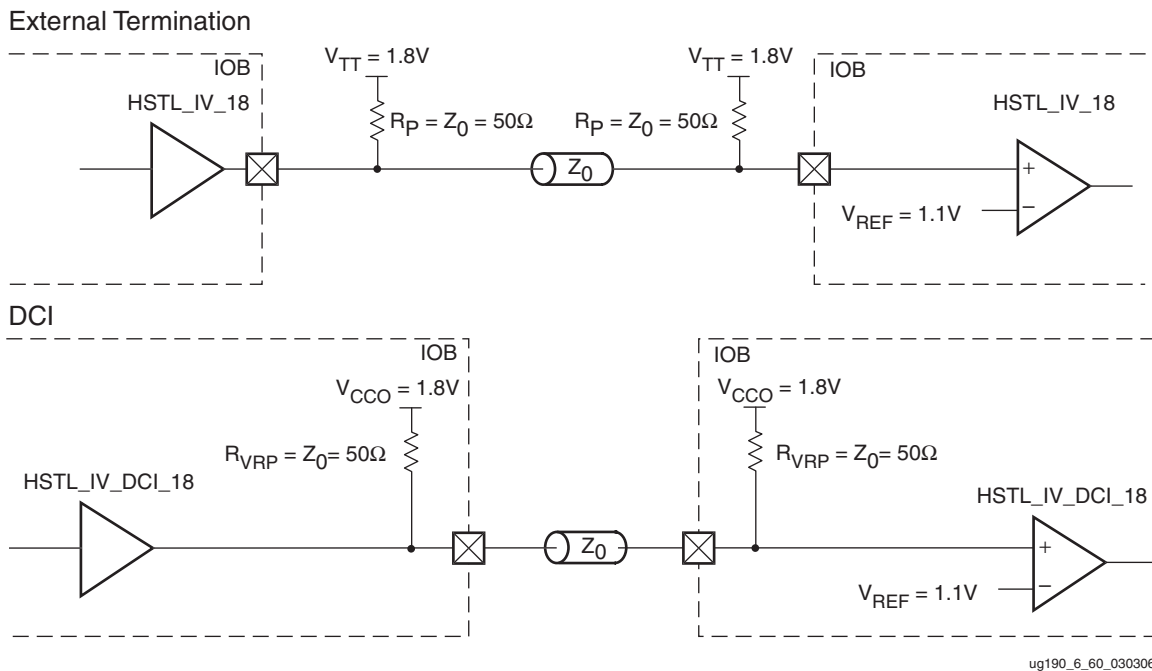 External Termination
IOB
HSTL_IV_18
V_TT = 1.8V
R_P = Z_0 = 50Ω
Z_0
V_TT = 1.8V
R_P = Z_0 = 50Ω
IOB
HSTL_IV_18
+
−
V_REF = 1.1V
DCI
IOB
V_CCO = 1.8V
R_VRP = Z_0= 50Ω
HSTL_IV_DCI_18
Z_0
IOB
V_CCO = 1.8V
R_VRP = Z_0= 50Ω
HSTL_IV_DCI_18
+
−
V_REF = 1.1V
ug190_6_60_030306